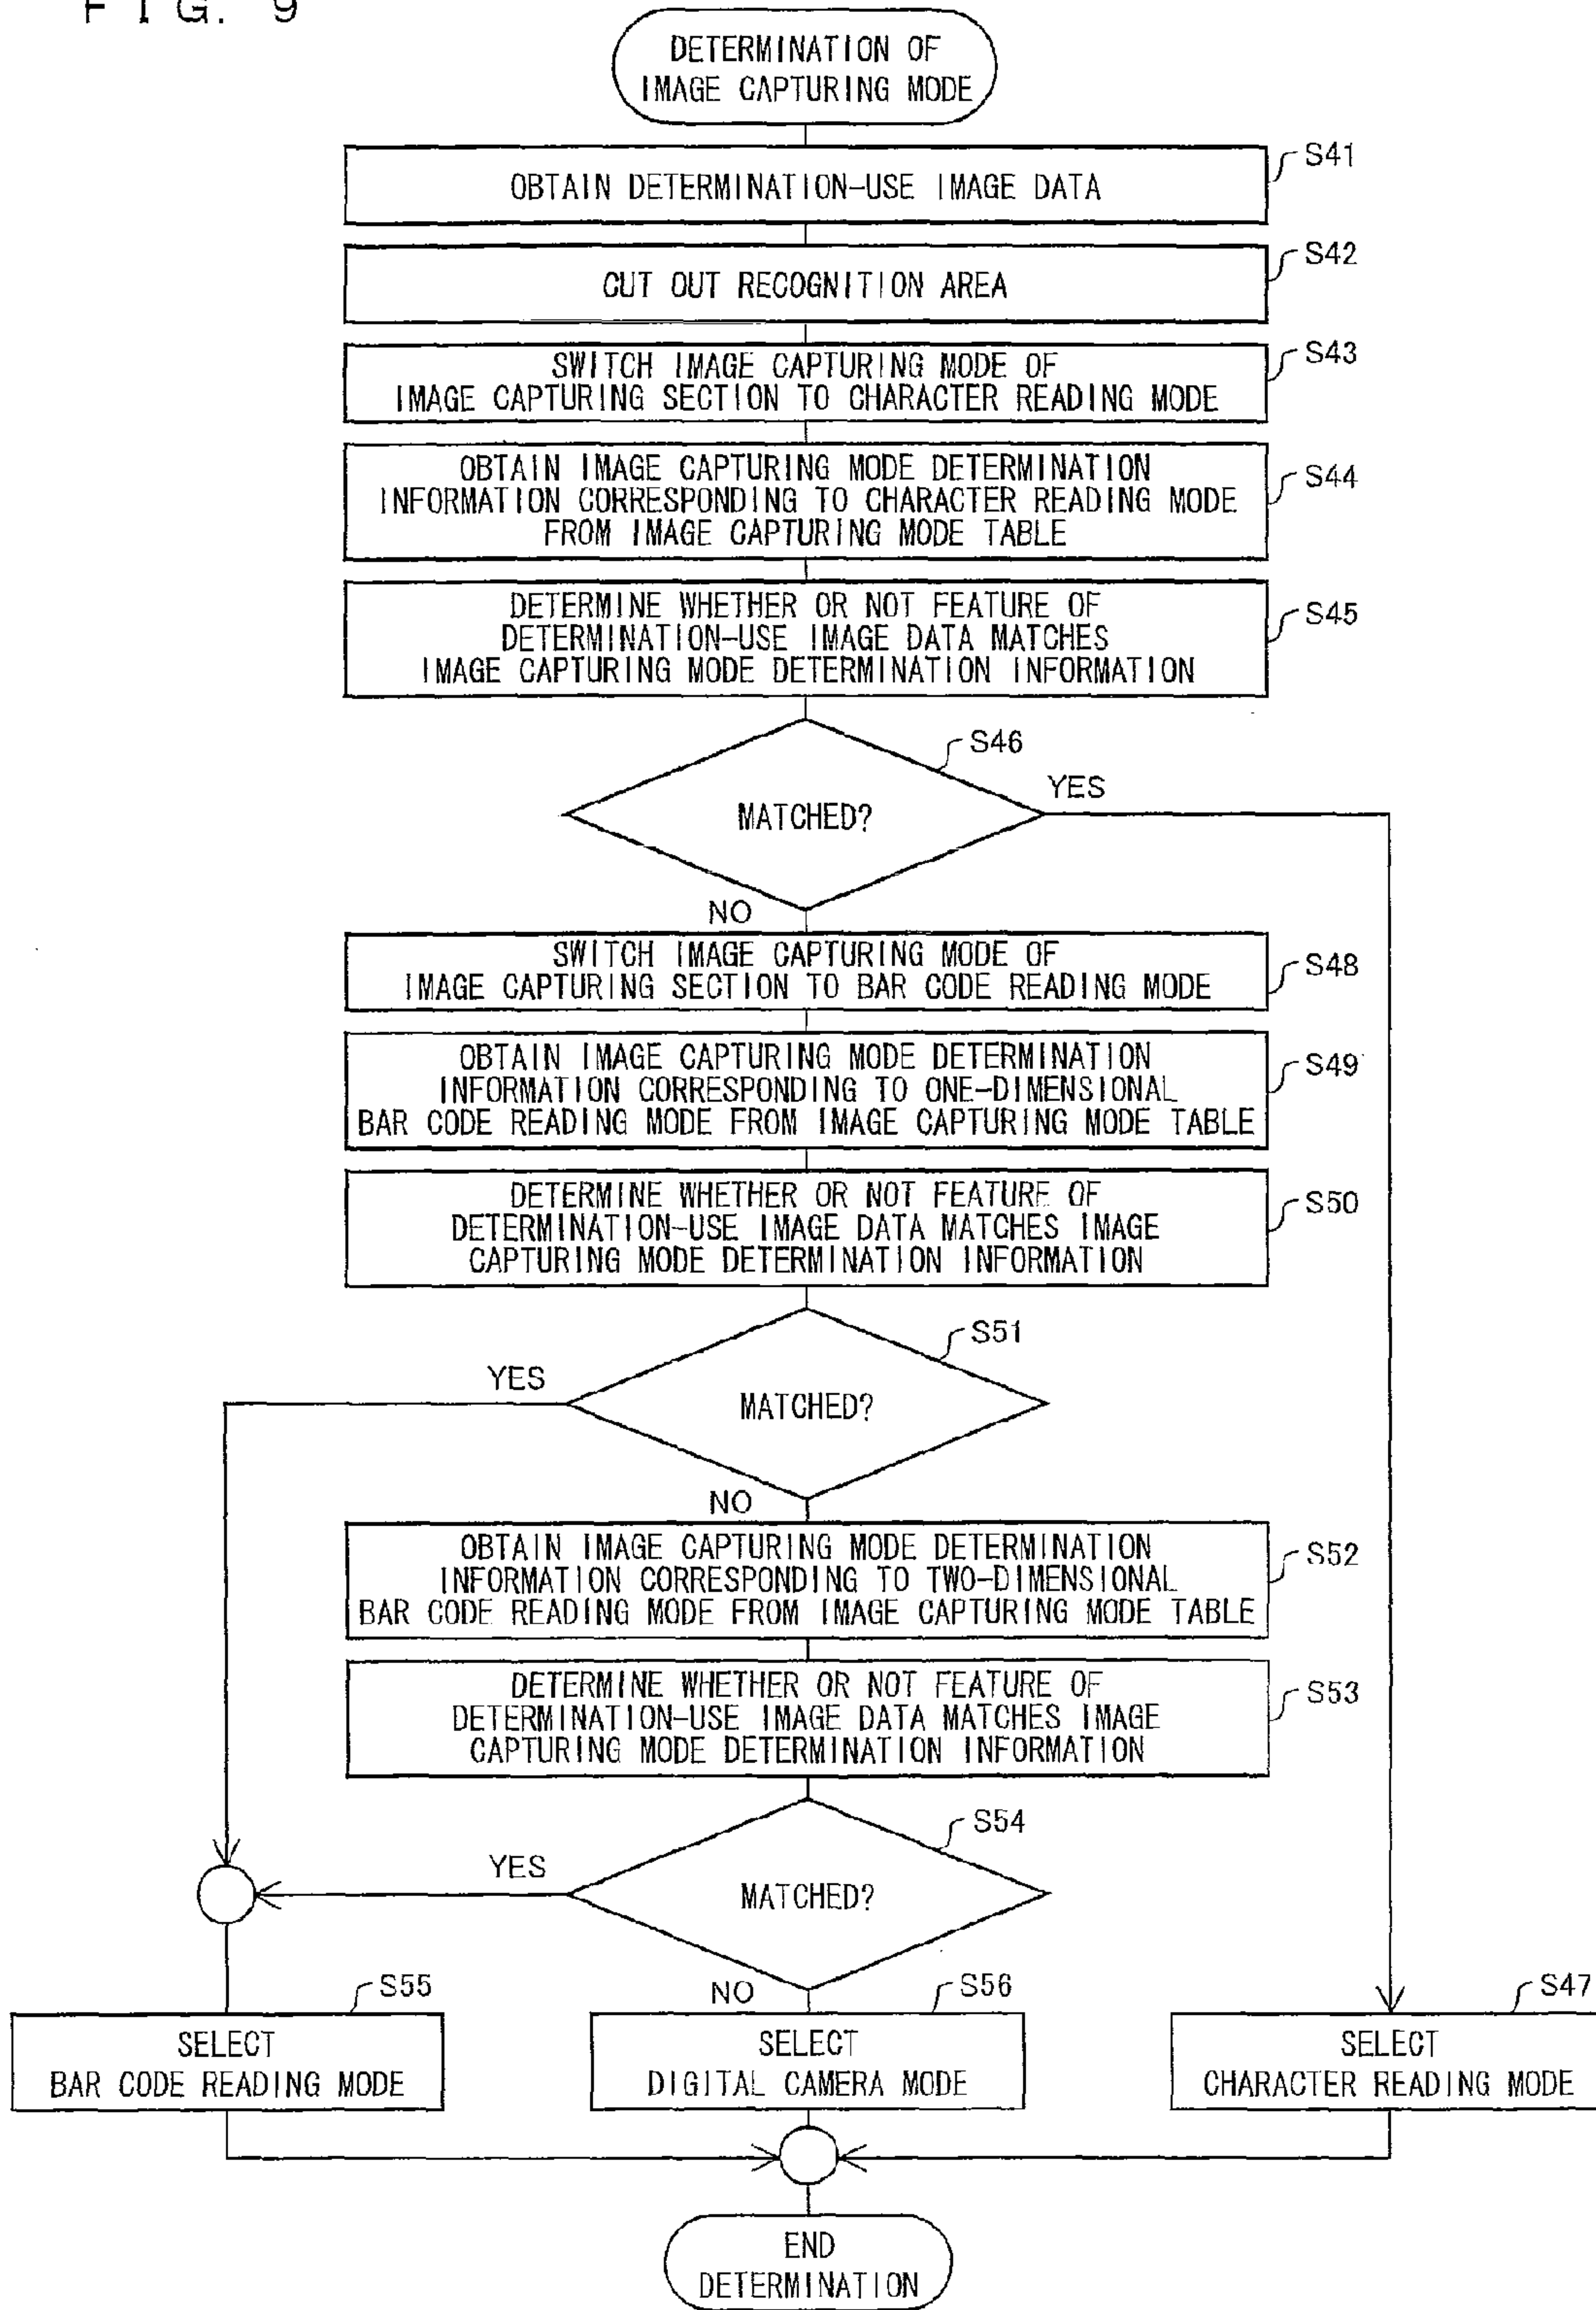 FIG. 9
DETERMINATION OF
IMAGE CAPTURING MODE
S41
OBTAIN DETERMINATION-USE IMAGE DATA
S42
CUT OUT RECOGNITION AREA
S43
SWITCH IMAGE CAPTURING MODE OF
IMAGE CAPTURING SECTION TO CHARACTER READING MODE
S44
OBTAIN IMAGE CAPTURING MODE DETERMINATION
INFORMATION CORRESPONDING TO CHARACTER READING MODE
FROM IMAGE CAPTURING MODE TABLE
S45
DETERMINE WHETHER OR NOT FEATURE OF
DETERMINATION-USE IMAGE DATA MATCHES
IMAGE CAPTURING MODE DETERMINATION INFORMATION
S46
YES
MATCHED?
NO
S48
SWITCH IMAGE CAPTURING MODE OF
IMAGE CAPTURING SECTION TO BAR CODE READING MODE
S49
OBTAIN IMAGE CAPTURING MODE DETERMINATION
INFORMATION CORRESPONDING TO ONE-DIMENSIONAL
BAR CODE READING MODE FROM IMAGE CAPTURING MODE TABLE
S50
DETERMINE WHETHER OR NOT FEATURE OF
DETERMINATION-USE IMAGE DATA MATCHES IMAGE
CAPTURING MODE DETERMINATION INFORMATION
S51
YES
MATCHED?
NO
S52
OBTAIN IMAGE CAPTURING MODE DETERMINATION
INFORMATION CORRESPONDING TO TWO-DIMENSIONAL
BAR CODE READING MODE FROM IMAGE CAPTURING MODE TABLE
S53
DETERMINE WHETHER OR NOT FEATURE OF
DETERMINATION-USE IMAGE DATA MATCHES IMAGE
CAPTURING MODE DETERMINATION INFORMATION
S54
YES
MATCHED?
NO
S55
SELECT
BAR CODE READING MODE
S56
SELECT
DIGITAL CAMERA MODE
S47
SELECT
CHARACTER READING MODE
END
DETERMINATION